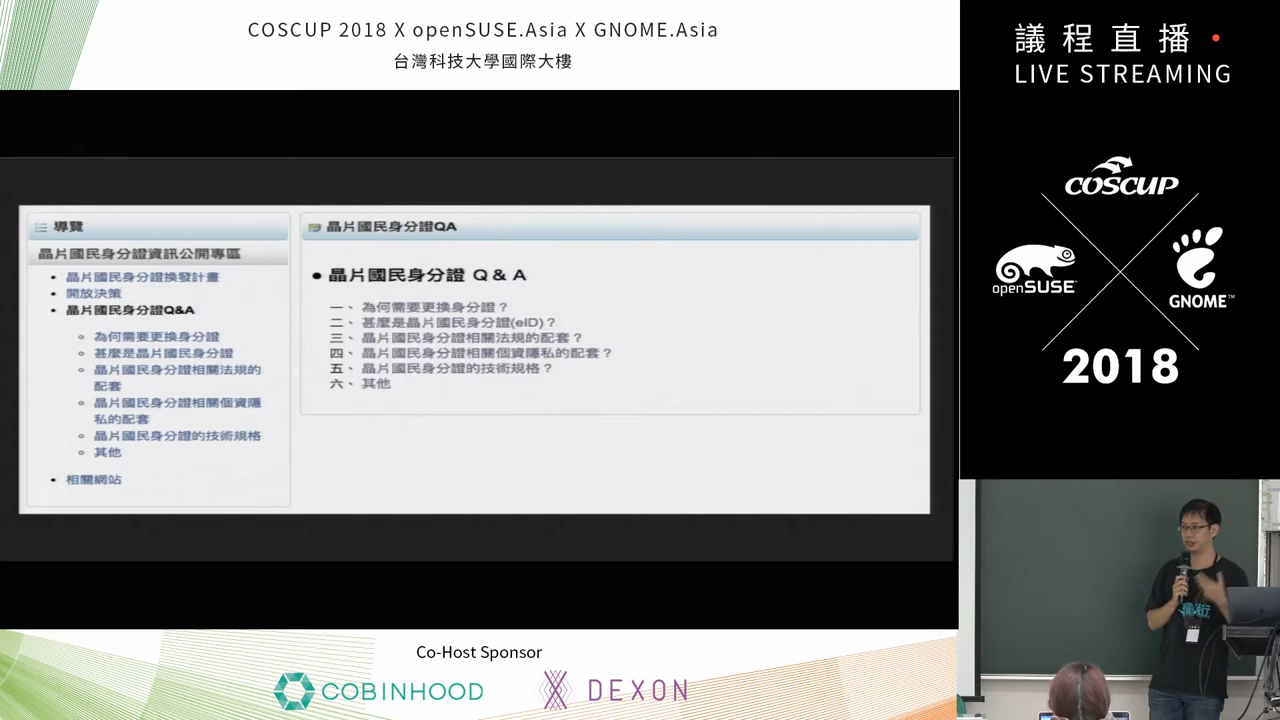 COSCUP 2018 X openSUSE.Asia X GNOME.Asia
台灣科技大學國際大樓
議程直播
LIVE STREAMING
COSCUP
openSUSE
GNOME™
2018
導覽
晶片國民身分證資訊公開專區
晶片國民身分證換發計畫
開放決策
晶片國民身分證Q&A
為何需要更換身分證
甚麼是晶片國民身分證
晶片國民身分證相關法規的
配套
晶片國民身分證相關個資隱
私的配套
晶片國民身分證的技術規格
其他
相關網站
晶片國民身分證QA
晶片國民身分證 Q & A
一、 為何需要更換身分證？
二、 甚麼是晶片國民身分證(eID)？
三、 晶片國民身分證相關法規的配套？
四、 晶片國民身分證相關個資隱私的配套？
五、 晶片國民身分證的技術規格？
六、 其他
Co-Host Sponsor
COBINHOOD
DEXON